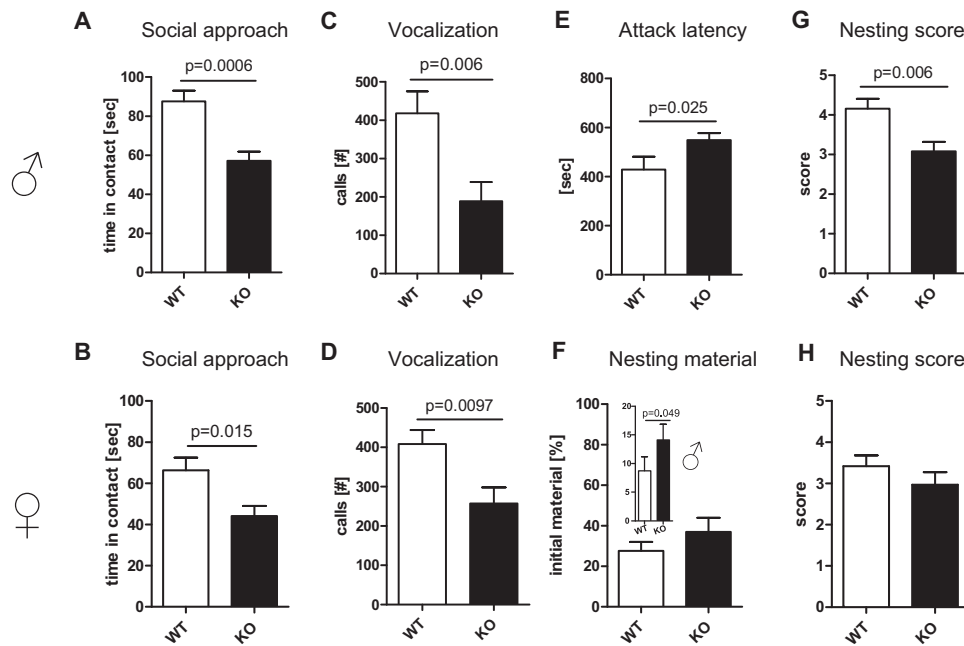 A Social approach
p=0.0006
time in contact [sec]
100
80
60
40
20
0
WT KO
C Vocalization
p=0.006
calls [#]
500
400
300
200
100
0
WT KO
E Attack latency
p=0.025
[sec]
800
600
400
200
0
WT KO
G Nesting score
p=0.006
score
5
4
3
2
1
0
WT KO
B Social approach
p=0.015
time in contact [sec]
100
80
60
40
20
0
WT KO
D Vocalization
p=0.0097
calls [#]
500
400
300
200
100
0
WT KO
F Nesting material
initial material [%]
100
80
60
40
20
0
p=0.049
20
15
10
5
0
WT KO
WT KO
H Nesting score
score
5
4
3
2
1
0
WT KO